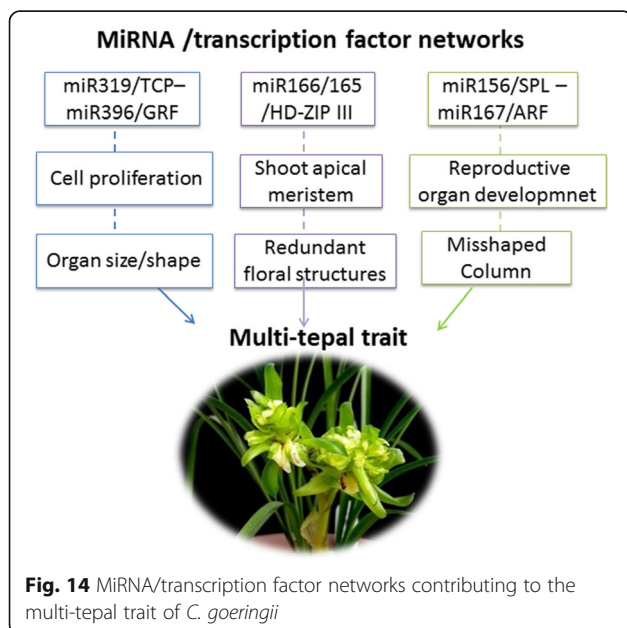 MiRNA /transcription factor networks
miR319/TCP–
miR396/GRF
miR166/165
/HD-ZIP III
miR156/SPL –
miR167/ARF
Cell proliferation
Shoot apical
meristem
Reproductive
organ developmnet
Organ size/shape
Redundant
floral structures
Misshaped
Column
Multi-tepal trait
Fig. 14 MiRNA/transcription factor networks contributing to the
multi-tepal trait of C. goeringii